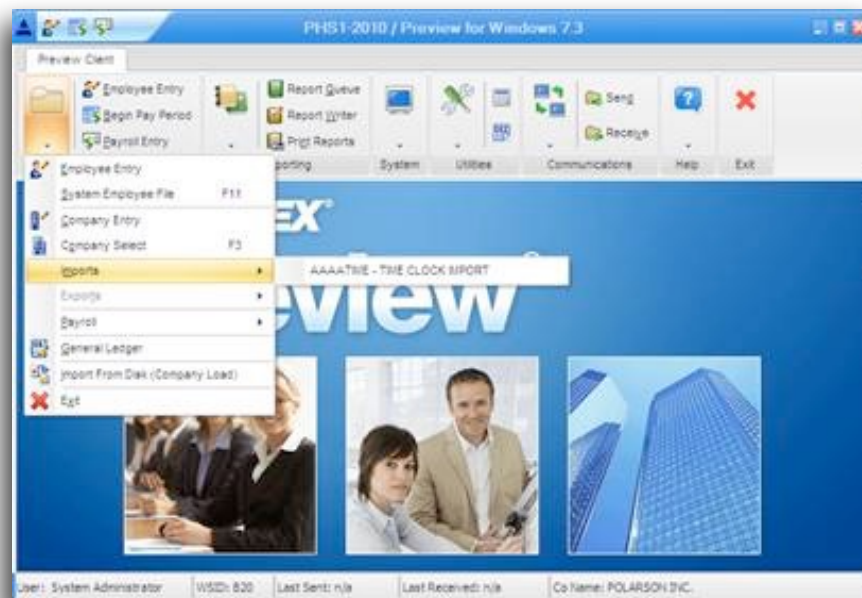 PHS1-2010 / Preview for Windows 7.3
Preview Client
Employee Entry
Begin Pay Period
Payroll Entry
Report Queue
Report Writer
Print Reports
Send
Receive
porting
System
Utilities
Communications
Help
Exit
Employee Entry
System Employee File F11
Company Entry
Company Select F3
Imports
AAAATIME - TIME CLOCK IMPORT
Exports
Payroll
General Ledger
Import From Disk (Company Load)
Exit
EX®
eview®
User: System Administrator
WSID: 820
Last Sent: n/a
Last Received: n/a
Co Name: POLARSON INC.